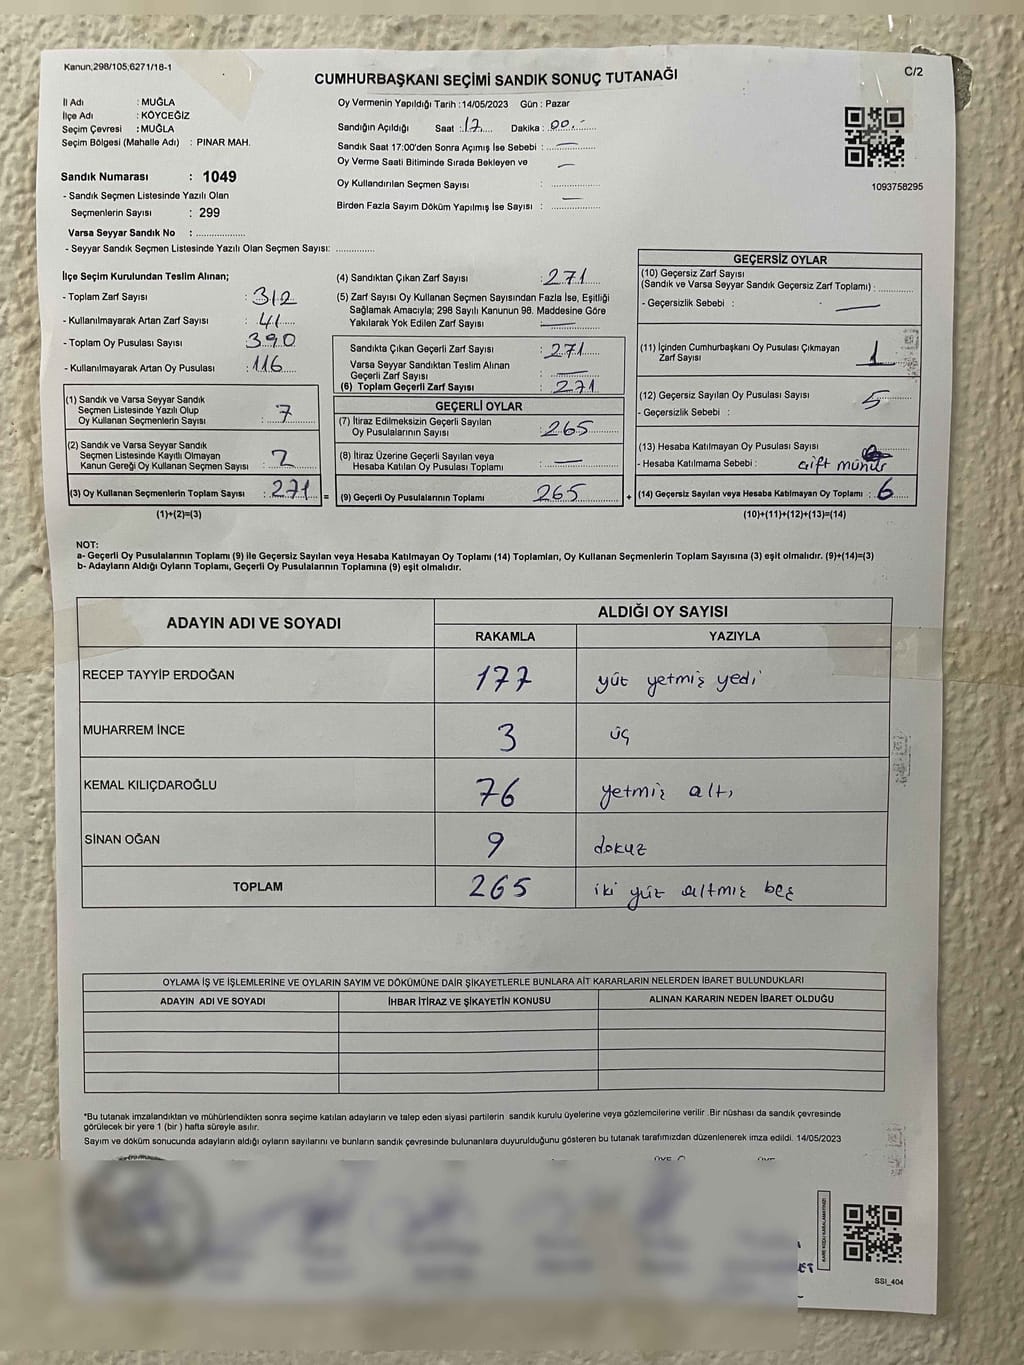 Kanun;298/105,6271/18-1
CUMHURBAŞKANI SEÇİMİ SANDIK SONUÇ TUTANAĞI
C/2
İl Adı : MUĞLA
İlçe Adı : KÖYCEĞİZ
Seçim Çevresi : MUĞLA
Seçim Bölgesi (Mahalle Adı) : PINAR MAH.
Oy Vermenin Yapıldığı Tarih : 14/05/2023 Gün : Pazar
Sandığın Açıldığı Saat : 17 Dakika : 00.-
Sandık Saat 17:00'den Sonra Açımış İse Sebebi : —
Oy Verme Saati Bitiminde Sırada Bekleyen ve —
Oy Kullandırılan Seçmen Sayısı :
Birden Fazla Sayım Döküm Yapılmış İse Sayısı : —
1093758295
Sandık Numarası : 1049
- Sandık Seçmen Listesinde Yazılı Olan
Seçmenlerin Sayısı : 299
Varsa Seyyar Sandık No : ..................
- Seyyar Sandık Seçmen Listesinde Yazılı Olan Seçmen Sayısı: ..............
İlçe Seçim Kurulundan Teslim Alınan;
- Toplam Zarf Sayısı : 312
- Kullanılmayarak Artan Zarf Sayısı : 41
- Toplam Oy Pusulası Sayısı : 390
- Kullanılmayarak Artan Oy Pusulası : 116
(1) Sandık ve Varsa Seyyar Sandık
Seçmen Listesinde Yazılı Olup
Oy Kullanan Seçmenlerin Sayısı :
(2) Sandık ve Varsa Seyyar Sandık
Seçmen Listesinde Kayıtlı Olmayan
Kanun Gereği Oy Kullanan Seçmen Sayısı : 2
(3) Oy Kullanan Seçmenlerin Toplam Sayısı : 271 =
(1)+(2)=(3)
(4) Sandıktan Çıkan Zarf Sayısı : 271
(5) Zarf Sayısı Oy Kullanan Seçmen Sayısından Fazla İse, Eşitliği
Sağlamak Amacıyla; 298 Sayılı Kanunun 98. Maddesine Göre
Yakılarak Yok Edilen Zarf Sayısı : —
Sandıkta Çıkan Geçerli Zarf Sayısı : 271
Varsa Seyyar Sandıktan Teslim Alınan
Geçerli Zarf Sayısı : —
(6) Toplam Geçerli Zarf Sayısı : 271
GEÇERLİ OYLAR
(7) İtiraz Edilmeksizin Geçerli Sayılan
Oy Pusulalarının Sayısı : 265
(8) İtiraz Üzerine Geçerli Sayılan veya
Hesaba Katılan Oy Pusulası Toplamı : —
(9) Geçerli Oy Pusulalarının Toplamı 265 +
GEÇERSİZ OYLAR
(10) Geçersiz Zarf Sayısı
(Sandık ve Varsa Seyyar Sandık Geçersiz Zarf Toplamı) : ..........
- Geçersizlik Sebebi : —
(11) İçinden Cumhurbaşkanı Oy Pusulası Çıkmayan
Zarf Sayısı 1
(12) Geçersiz Sayılan Oy Pusulası Sayısı : 5
- Geçersizlik Sebebi :
(13) Hesaba Katılmayan Oy Pusulası Sayısı :
- Hesaba Katılmama Sebebi : çift mühür
(14) Geçersiz Sayılan veya Hesaba Katılmayan Oy Toplamı : 6
(10)+(11)+(12)+(13)=(14)
NOT:
a- Geçerli Oy Pusulalarının Toplamı (9) ile Geçersiz Sayılan veya Hesaba Katılmayan Oy Toplamı (14) Toplamları, Oy Kullanan Seçmenlerin Toplam Sayısına (3) eşit olmalıdır. (9)+(14)=(3)
b- Adayların Aldığı Oyların Toplamı, Geçerli Oy Pusulalarının Toplamına (9) eşit olmalıdır.
ADAYIN ADI VE SOYADI ALDIĞI OY SAYISI
RAKAMLA YAZIYLA
RECEP TAYYİP ERDOĞAN 177 yüz yetmiş yedi
MUHARREM İNCE 3 üç
KEMAL KILIÇDAROĞLU 76 yetmiş altı
SİNAN OĞAN 9 dokuz
TOPLAM 265 iki yüz altmış beş
OYLAMA İŞ VE İŞLEMLERİNE VE OYLARIN SAYIM VE DÖKÜMÜNE DAİR ŞİKAYETLERLE BUNLARA AİT KARARLARIN NELERDEN İBARET BULUNDUKLARI
ADAYIN ADI VE SOYADI İHBAR İTİRAZ VE ŞİKAYETİN KONUSU ALINAN KARARIN NEDEN İBARET OLDUĞU
*Bu tutanak imzalandıktan ve mühürlendikten sonra seçime katılan adayların ve talep eden siyasi partilerin sandık kurulu üyelerine veya gözlemcilerine verilir .Bir nüshası da sandık çevresinde
görülecek bir yere 1 (bir ) hafta süreyle asılır.
Sayım ve döküm sonucunda adayların aldığı oyların sayılarını ve bunların sandık çevresinde bulunanlara duyurulduğunu gösteren bu tutanak tarafımızdan düzenlenerek imza edildi. 14/05/2023
SSI_404